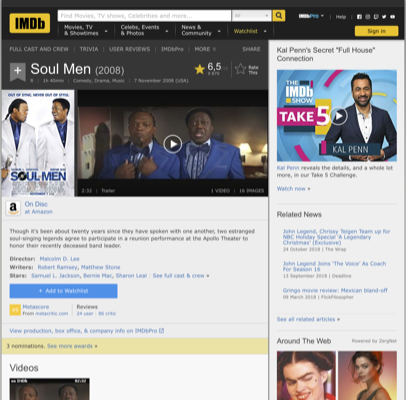 IMDb
Find Movies, TV shows, Celebrities and more...
All
IMDbPro
Help
Movies, TV
& Showtimes
Celebs, Events
& Photos
News &
Community
Watchlist
Sign in
FULL CAST AND CREW | TRIVIA | USER REVIEWS | IMDbPro | MORE
SHARE
Soul Men (2008)
6,5
Rate
This
R | 1h 40min | Comedy, Drama, Music | 7 November 2008 (USA)
SOUL MEN
2:32 | Trailer
1 VIDEO | 16 IMAGES
On Disc
at Amazon
Though it's been about twenty years since they have spoken with one another, two estranged
soul-singing legends agree to participate in a reunion performance at the Apollo Theater to
honor their recently deceased band leader.
Director: Malcolm D. Lee
Writers: Robert Ramsey, Matthew Stone
Stars: Samuel L. Jackson, Bernie Mac, Sharon Leal | See full cast & crew »
+ Add to Watchlist
Metascore
From metacritic.com
Reviews
24 user | 86 critic
View production, box office, & company info on IMDbPro
3 nominations. See more awards »
Videos
Kal Penn's Secret "Full House"
Connection
THE
IMDb
SHOW
TAKE 5
KAL PENN
Kal Penn reveals the details, and a whole lot
more, in our Take 5 Challenge.
Watch now »
Related News
John Legend, Chrissy Teigen Team up for
NBC Holiday Special 'A Legendary
Christmas' (Exclusive)
24 October 2018 | The Wrap
John Legend Joins 'The Voice' As Coach
For Season 16
13 September 2018 | Deadline
Gringo movie review: Mexican bland-off
09 March 2018 | FlickFilosopher
See all related articles »
Around The Web
Powered by ZergNet